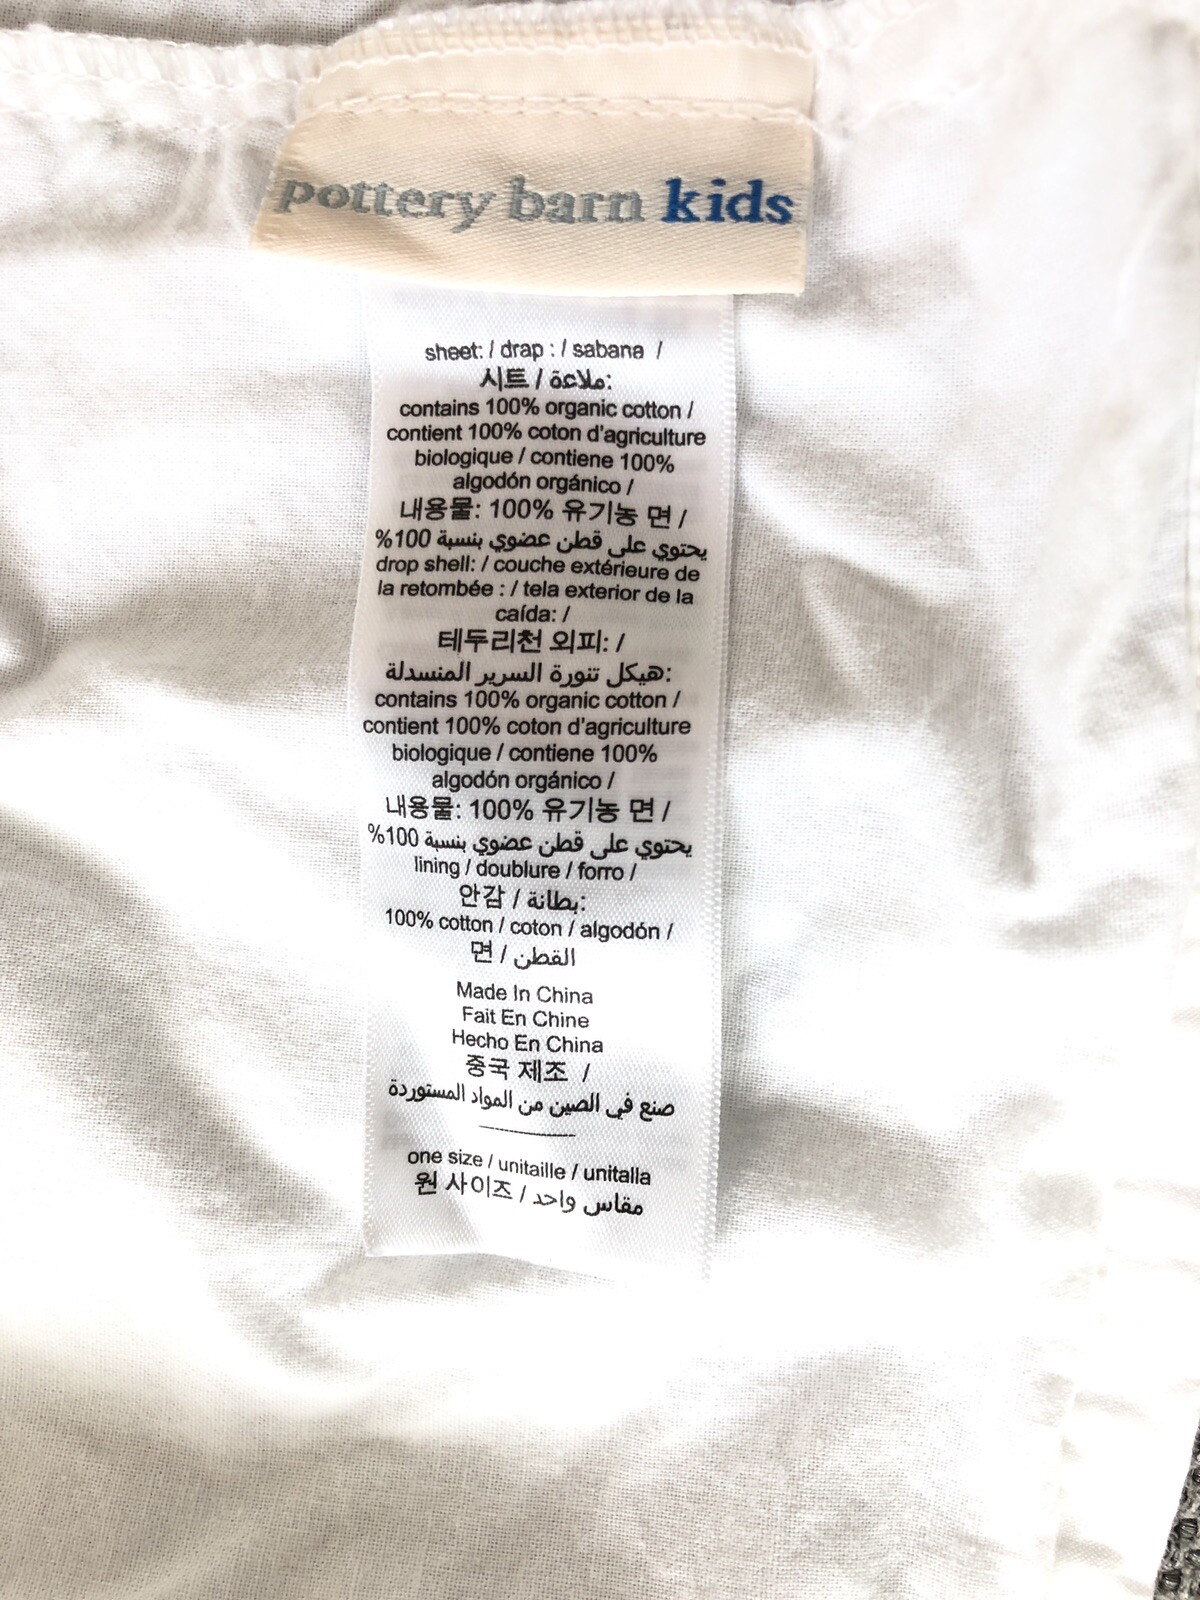 pottery barn kids
sheet: / drap : / sabana /
시트 / ملاءة:
contains 100% organic cotton /
contient 100% coton d'agriculture
biologique / contiene 100%
algodón orgánico /
내용물: 100% 유기농 면 /
يحتوي على قطن عضوي بنسبة 100%
drop shell: / couche extérieure de
la retombée : / tela exterior de la
caída: /
테두리천 외피: /
هيكل تنورة السرير المنسدلة:
contains 100% organic cotton /
contient 100% coton d'agriculture
biologique / contiene 100%
algodón orgánico /
내용물: 100% 유기농 면 /
يحتوي على قطن عضوي بنسبة 100%
lining / doublure / forro /
안감 / بطانة:
100% cotton / coton / algodón /
면 / القطن
Made In China
Fait En Chine
Hecho En China
중국 제조 /
صنع في الصين من المواد المستوردة
one size / unitaille / unitalla
원 사이즈 / مقاس واحد